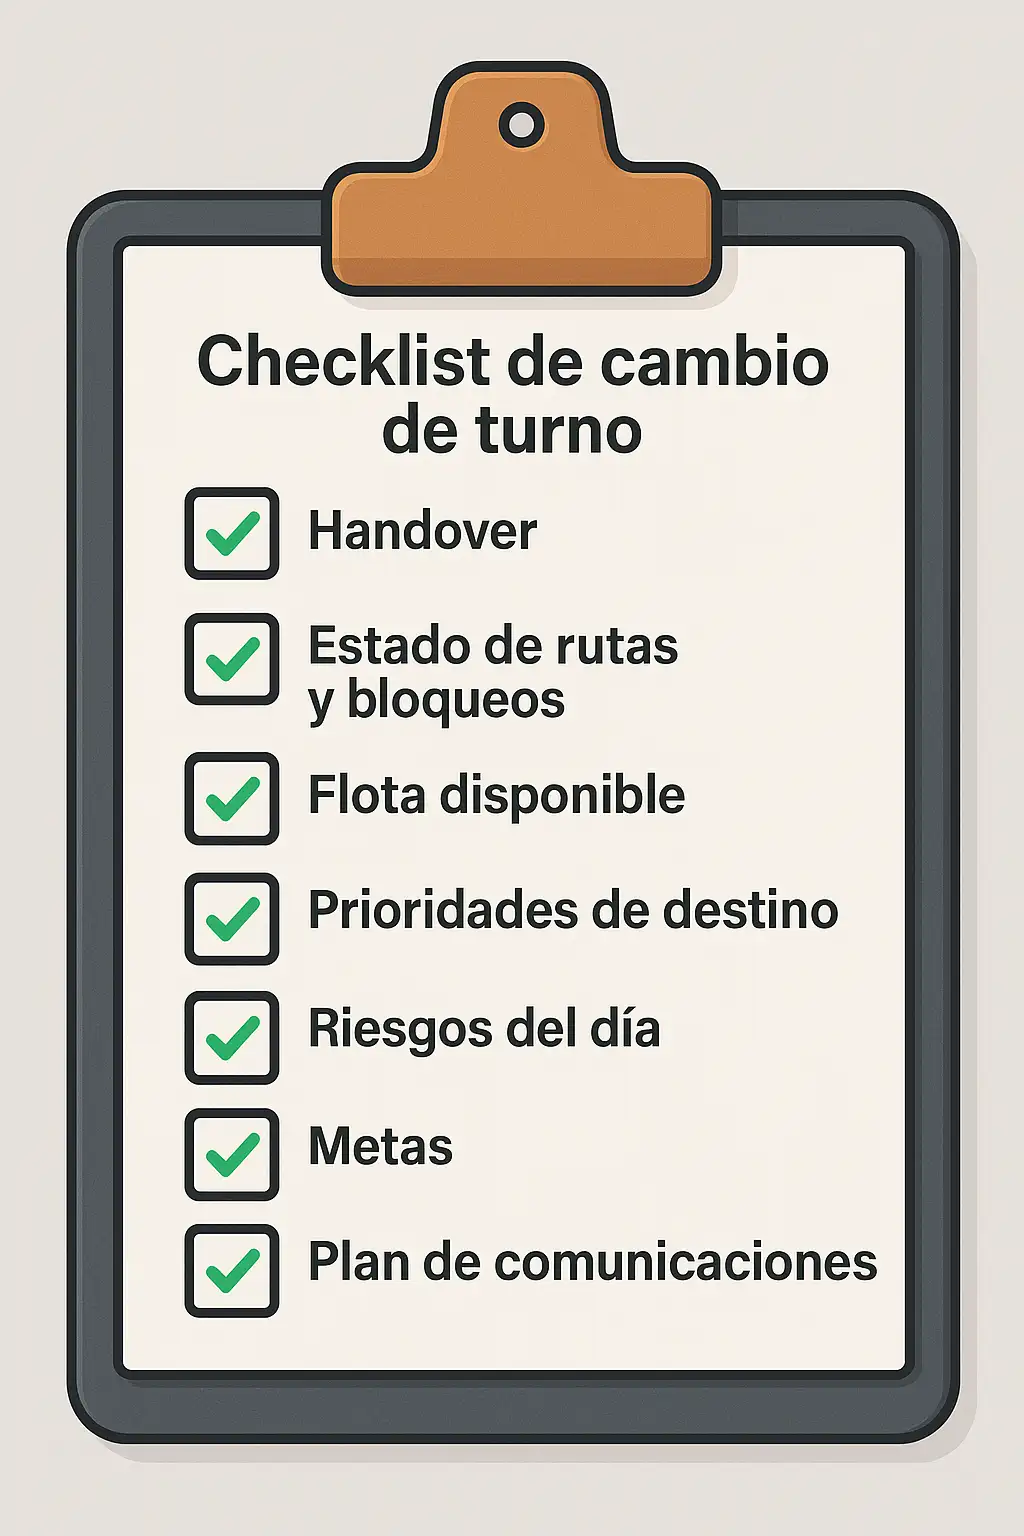 Checklist de cambio
de turno
Handover
Estado de rutas
y bloqueos
Flota disponible
Prioridades de destino
Riesgos del día
Metas
Plan de comunicaciones